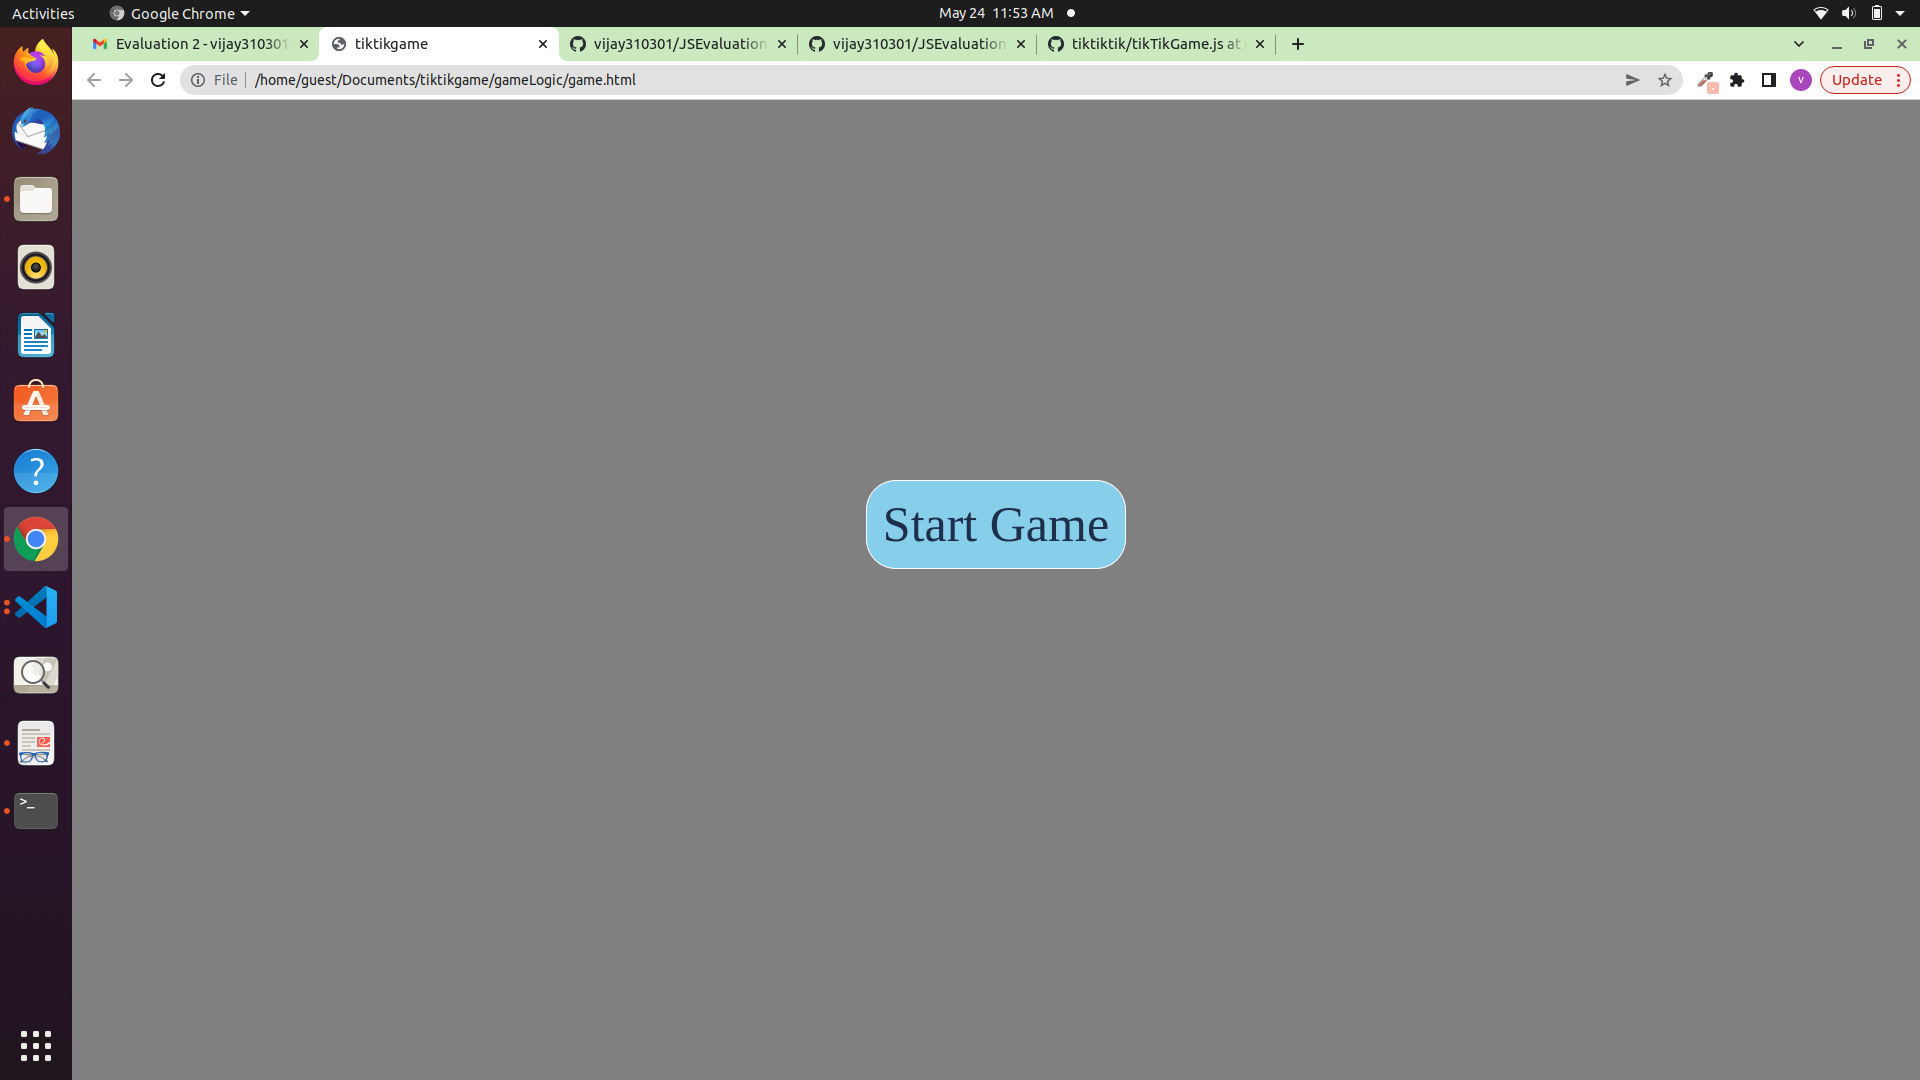 Activities
Google Chrome
May 24 11:53 AM
Evaluation 2 - vijay310301
tiktikgame
vijay310301/JSEvaluation
vijay310301/JSEvaluation
tiktiktik/tikTikGame.js at
File
/home/guest/Documents/tiktikgame/gameLogic/game.html
V
Update
Start Game
?
>_